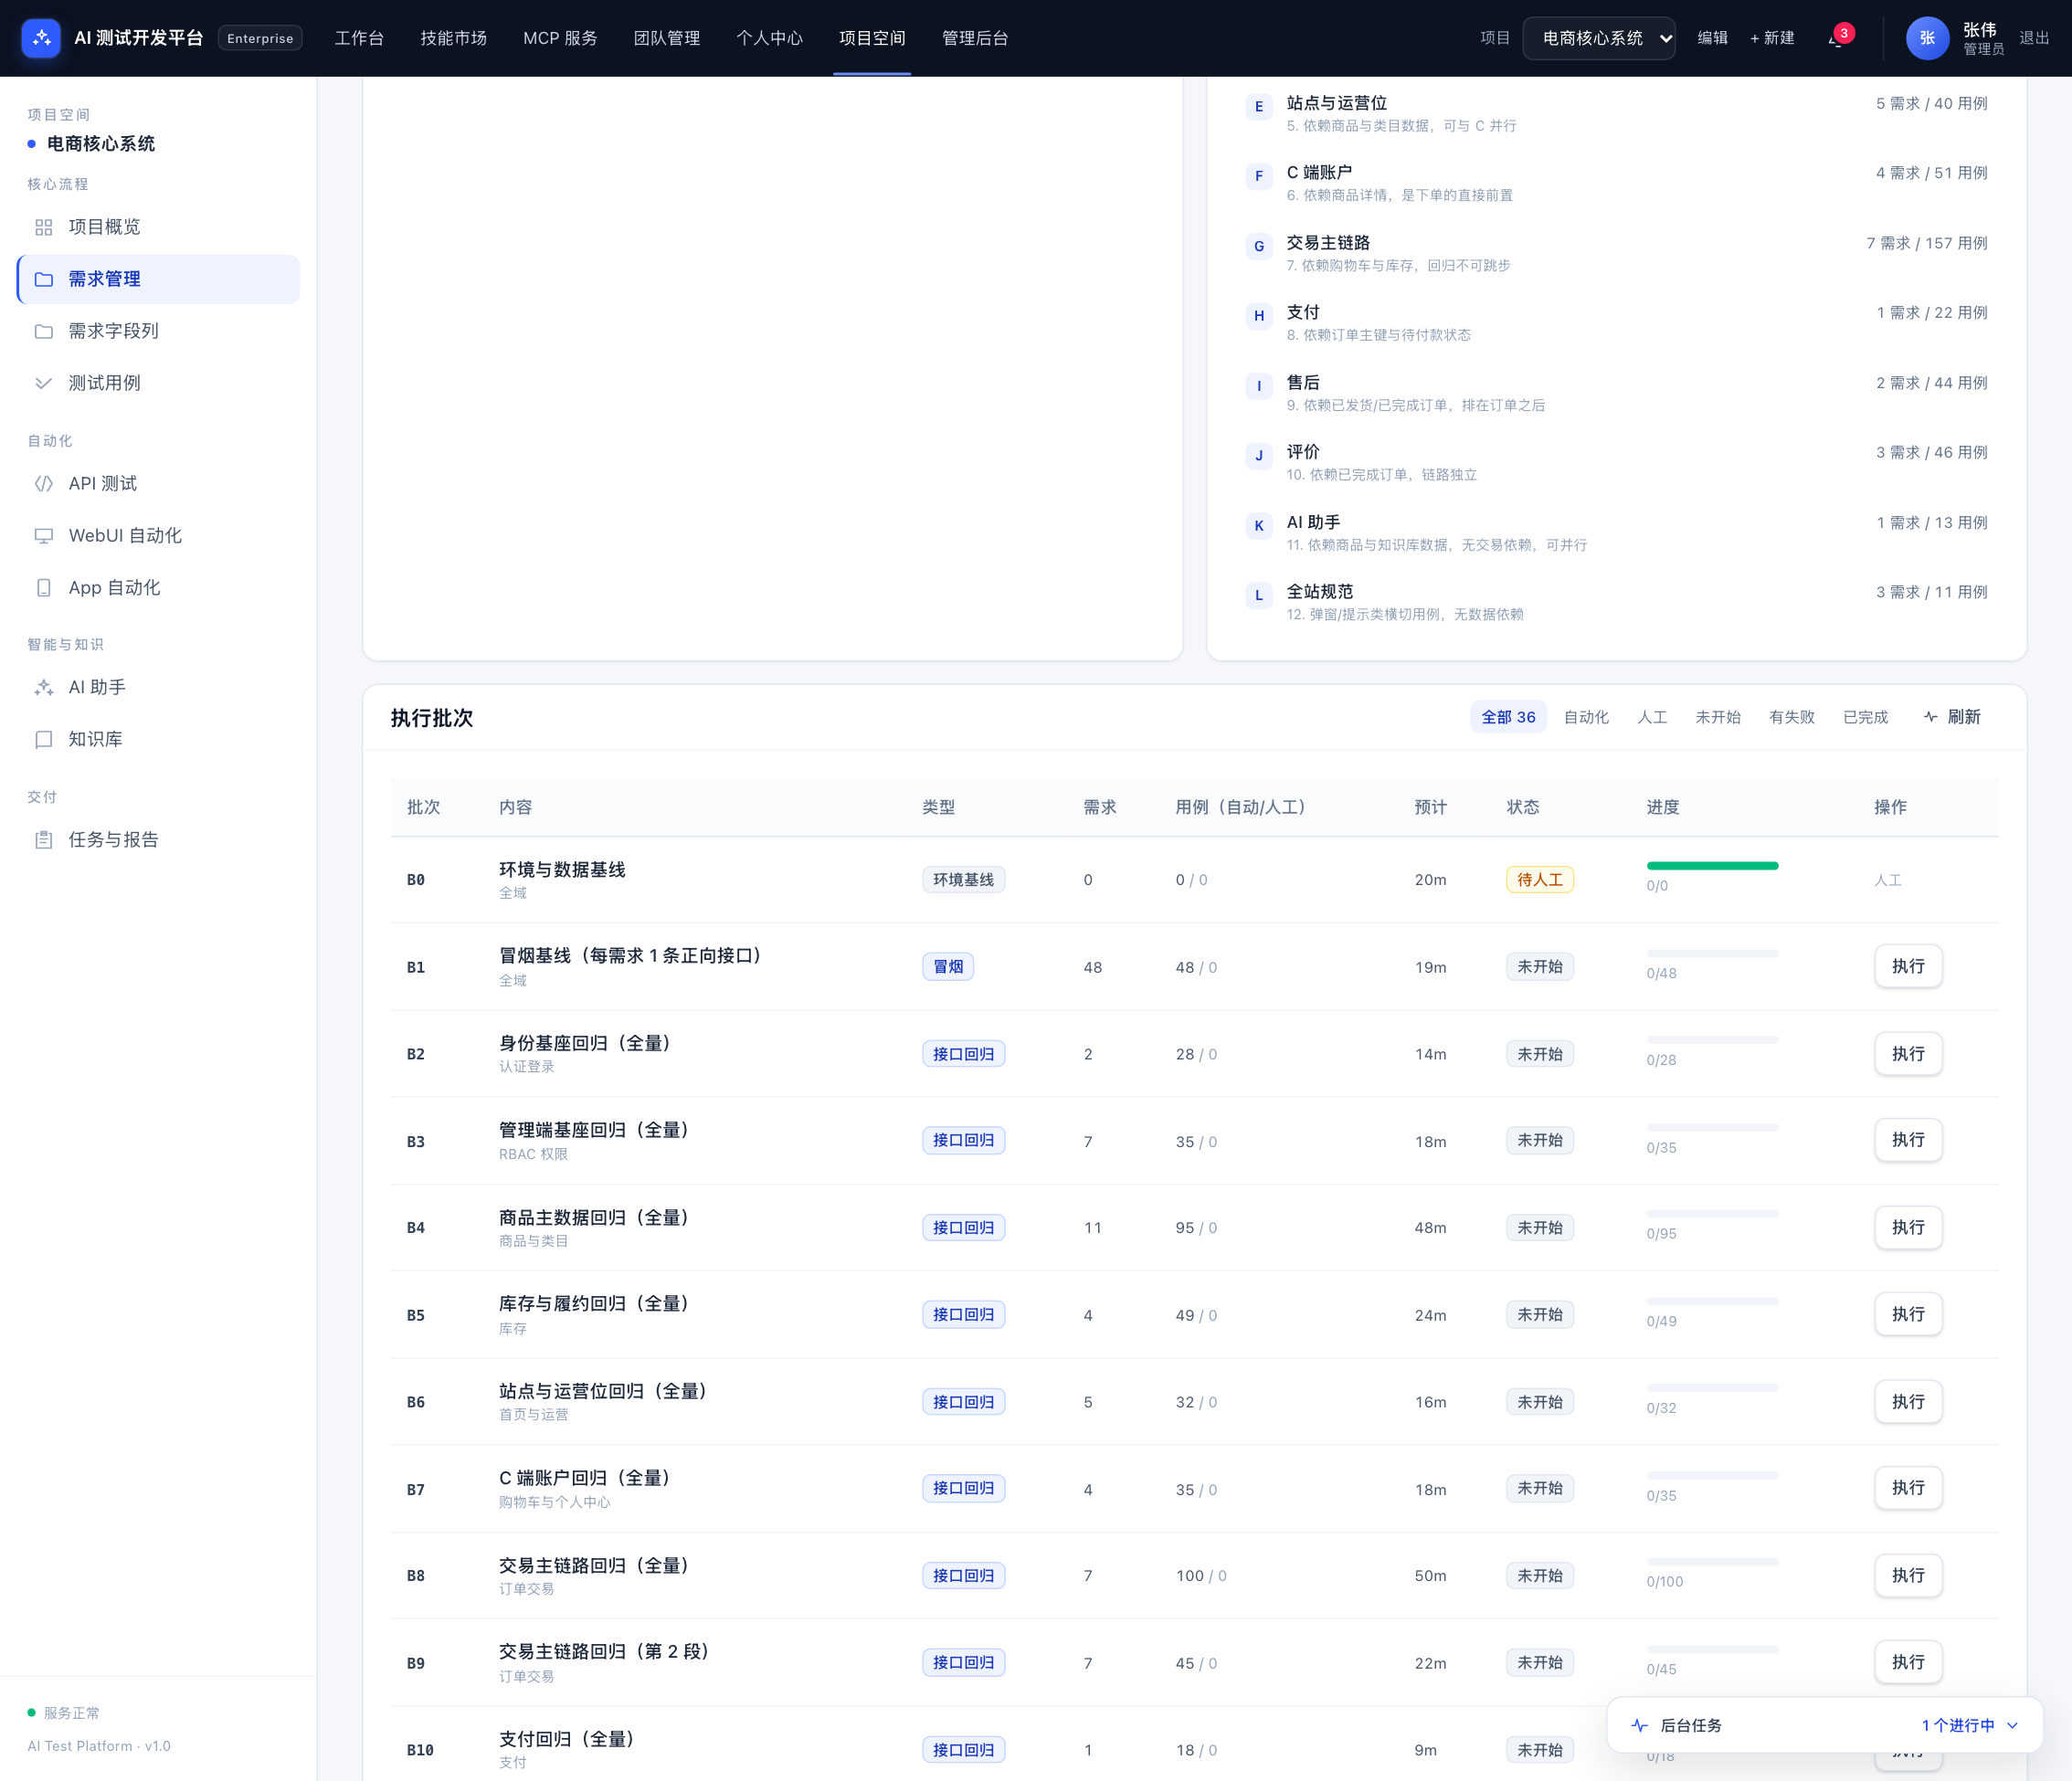 AI 测试开发平台 Enterprise 工作台 技能市场 MCP 服务 团队管理 个人中心 项目空间 管理后台 项目 电商核心系统 编辑 + 新建 3 张 张伟 管理员 退出
项目空间
电商核心系统
核心流程
项目概览
需求管理
需求字段列
测试用例
自动化
API 测试
WebUI 自动化
App 自动化
智能与知识
AI 助手
知识库
交付
任务与报告
服务正常
AI Test Platform · v1.0
E 站点与运营位 5 需求 / 40 用例
5. 依赖商品与类目数据，可与 C 并行
F C 端账户 4 需求 / 51 用例
6. 依赖商品详情，是下单的直接前置
G 交易主链路 7 需求 / 157 用例
7. 依赖购物车与库存，回归不可跳步
H 支付 1 需求 / 22 用例
8. 依赖订单主键与待付款状态
I 售后 2 需求 / 44 用例
9. 依赖已发货/已完成订单，排在订单之后
J 评价 3 需求 / 46 用例
10. 依赖已完成订单，链路独立
K AI 助手 1 需求 / 13 用例
11. 依赖商品与知识库数据，无交易依赖，可并行
L 全站规范 3 需求 / 11 用例
12. 弹窗/提示类横切用例，无数据依赖
执行批次 全部 36 自动化 人工 未开始 有失败 已完成 刷新
批次 内容 类型 需求 用例（自动/人工） 预计 状态 进度 操作
B0 环境与数据基线 全域 环境基线 0 0 / 0 20m 待人工 0/0 人工
B1 冒烟基线（每需求 1 条正向接口） 全域 冒烟 48 48 / 0 19m 未开始 0/48 执行
B2 身份基座回归（全量） 认证登录 接口回归 2 28 / 0 14m 未开始 0/28 执行
B3 管理端基座回归（全量） RBAC 权限 接口回归 7 35 / 0 18m 未开始 0/35 执行
B4 商品主数据回归（全量） 商品与类目 接口回归 11 95 / 0 48m 未开始 0/95 执行
B5 库存与履约回归（全量） 库存 接口回归 4 49 / 0 24m 未开始 0/49 执行
B6 站点与运营位回归（全量） 首页与运营 接口回归 5 32 / 0 16m 未开始 0/32 执行
B7 C 端账户回归（全量） 购物车与个人中心 接口回归 4 35 / 0 18m 未开始 0/35 执行
B8 交易主链路回归（全量） 订单交易 接口回归 7 100 / 0 50m 未开始 0/100 执行
B9 交易主链路回归（第 2 段） 订单交易 接口回归 7 45 / 0 22m 未开始 0/45 执行
B10 支付回归（全量） 支付 接口回归 1 18 / 0 9m 未开始 0/18 执行
后台任务 1 个进行中